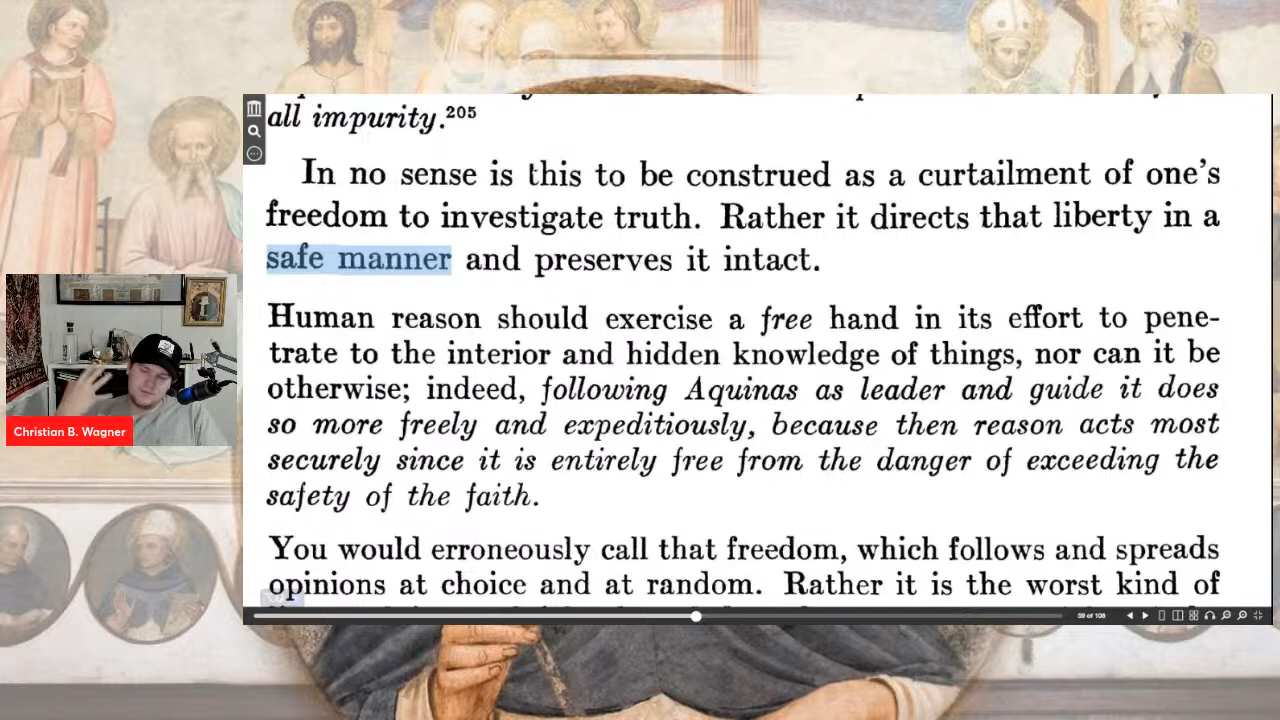 all impurity.²⁰⁵
In no sense is this to be construed as a curtailment of one’s
freedom to investigate truth. Rather it directs that liberty in a
safe manner and preserves it intact.
Human reason should exercise a free hand in its effort to pene-
trate to the interior and hidden knowledge of things, nor can it be
otherwise; indeed, following Aquinas as leader and guide it does
so more freely and expeditiously, because then reason acts most
securely since it is entirely free from the danger of exceeding the
safety of the faith.
You would erroneously call that freedom, which follows and spreads
opinions at choice and at random. Rather it is the worst kind of
59 of 108
Christian B. Wagner